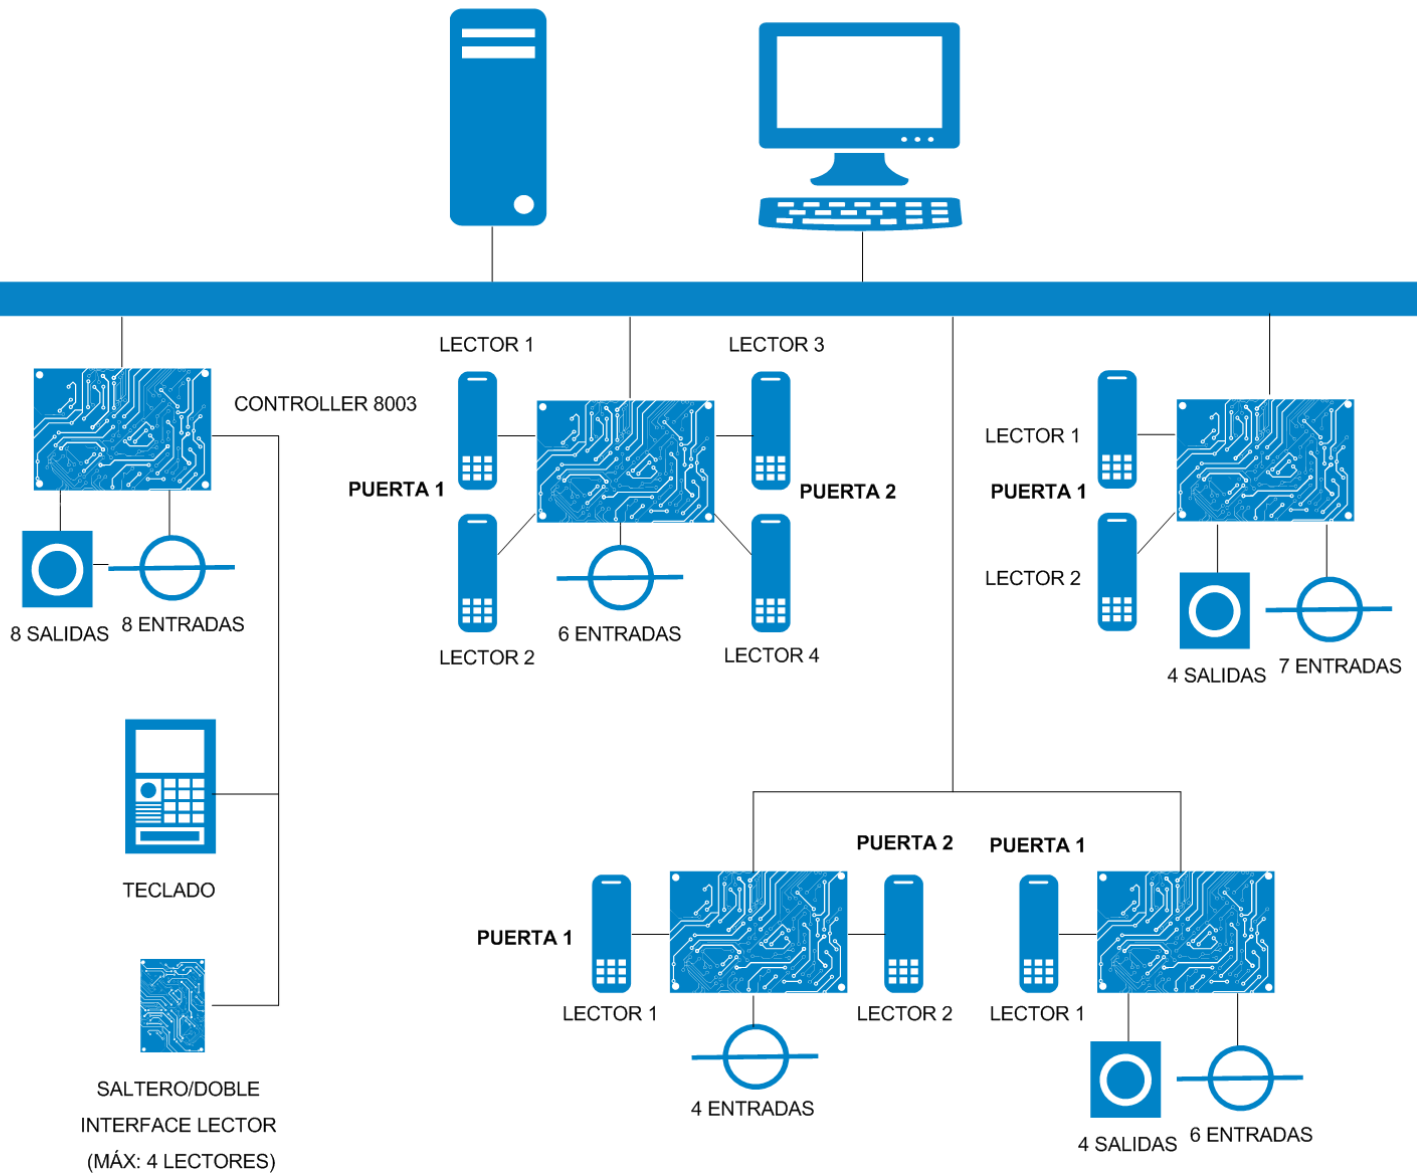 LECTOR 1
LECTOR 3
CONTROLLER 8003
LECTOR 1
PUERTA 1
PUERTA 2
PUERTA 1
LECTOR 2
8 SALIDAS
8 ENTRADAS
6 ENTRADAS
LECTOR 2
LECTOR 4
4 SALIDAS
7 ENTRADAS
PUERTA 2
PUERTA 1
TECLADO
PUERTA 1
LECTOR 1
LECTOR 2
LECTOR 1
SALTERO/DOBLE
INTERFACE LECTOR
(MÁX: 4 LECTORES)
4 ENTRADAS
4 SALIDAS
6 ENTRADAS